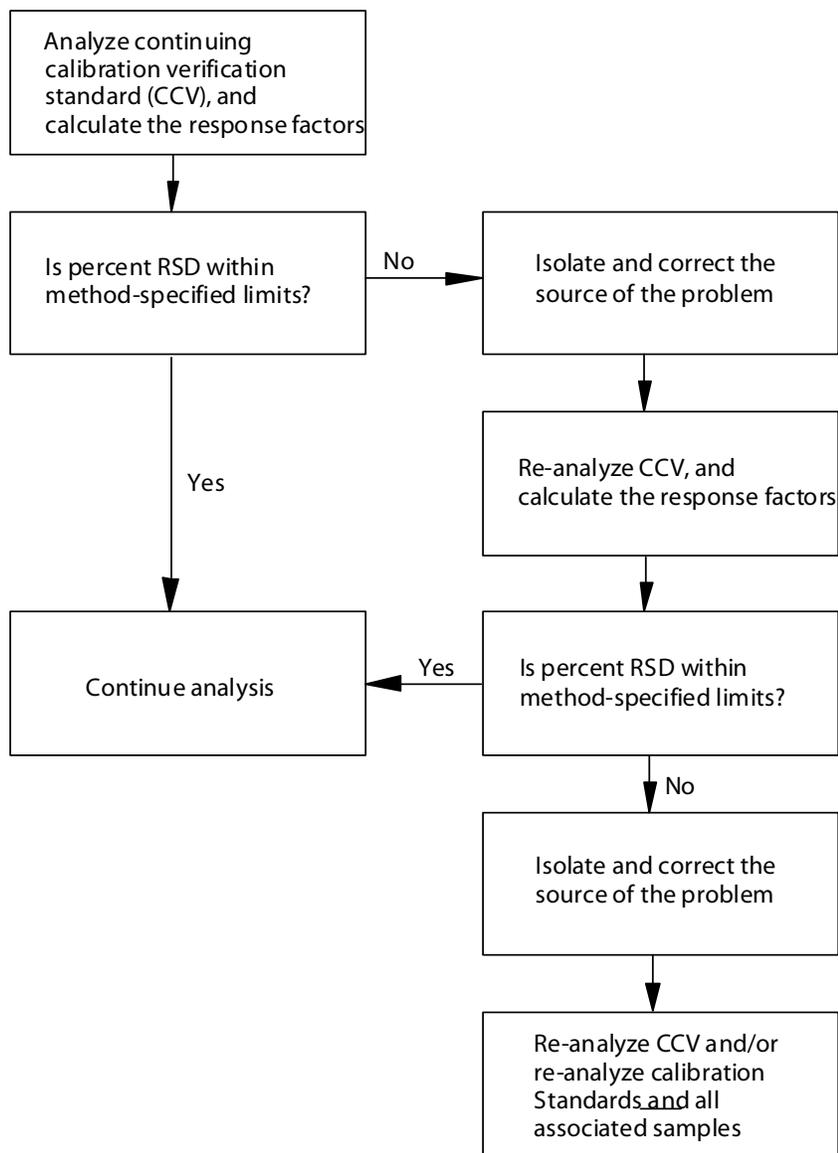 Analyze continuing
calibration verification
standard (CCV), and
calculate the response factors
Is percent RSD within
method-specified limits?
No
Isolate and correct the
source of the problem
Yes
Re-analyze CCV, and
calculate the response factors
Continue analysis
Yes
Is percent RSD within
method-specified limits?
No
Isolate and correct the
source of the problem
Re-analyze CCV and/or
re-analyze calibration
Standards and all
associated samples